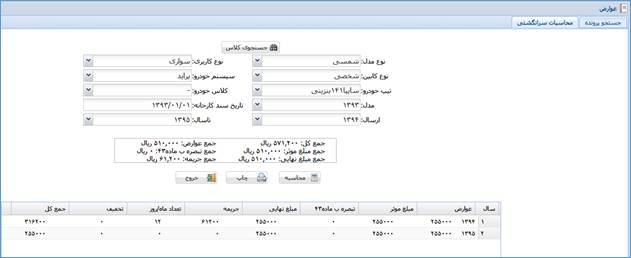 عوارض
جستجو پرونده محاسبات سرانگشتی
جستجوی کلاس
نوع مدل: شمسی نوع کاربری: سواری
نوع کابین: شخصی سیستم خودرو: پراید
تیپ خودرو: سایپا۱۴۱بنزینی کلاس خودرو: -
مدل: ۱۳۹۳ تاریخ سند کارخانه: ۱۳۹۳/۰۱/۰۱
ازسال: ۱۳۹۴ تاسال: ۱۳۹۵
جمع کل: ۵۷۱,۲۰۰ ریال جمع عوارض: ۵۱۰,۰۰۰ ریال
جمع مبلغ موثر: ۵۱۰,۰۰۰ ریال جمع تبصره ب ماده۴۳: ۰ ریال
جمع مبلغ نهایی: ۵۱۰,۰۰۰ ریال جمع جریمه: ۶۱,۲۰۰ ریال
محاسبه چاپ خروج
سال عوارض مبلغ موثر تبصره ب ماده۴۳ مبلغ نهایی جریمه تعداد ماه/روز تخفیف جمع کل
۱ ۱۳۹۴ ۲۵۵۰۰۰ ۲۵۵۰۰۰ ۰ ۲۵۵۰۰۰ ۶۱۲۰۰ ۱۲ ۰ ۳۱۶۲۰۰
۲ ۱۳۹۵ ۲۵۵۰۰۰ ۲۵۵۰۰۰ ۰ ۲۵۵۰۰۰ ۰ ۰ ۰ ۲۵۵۰۰۰